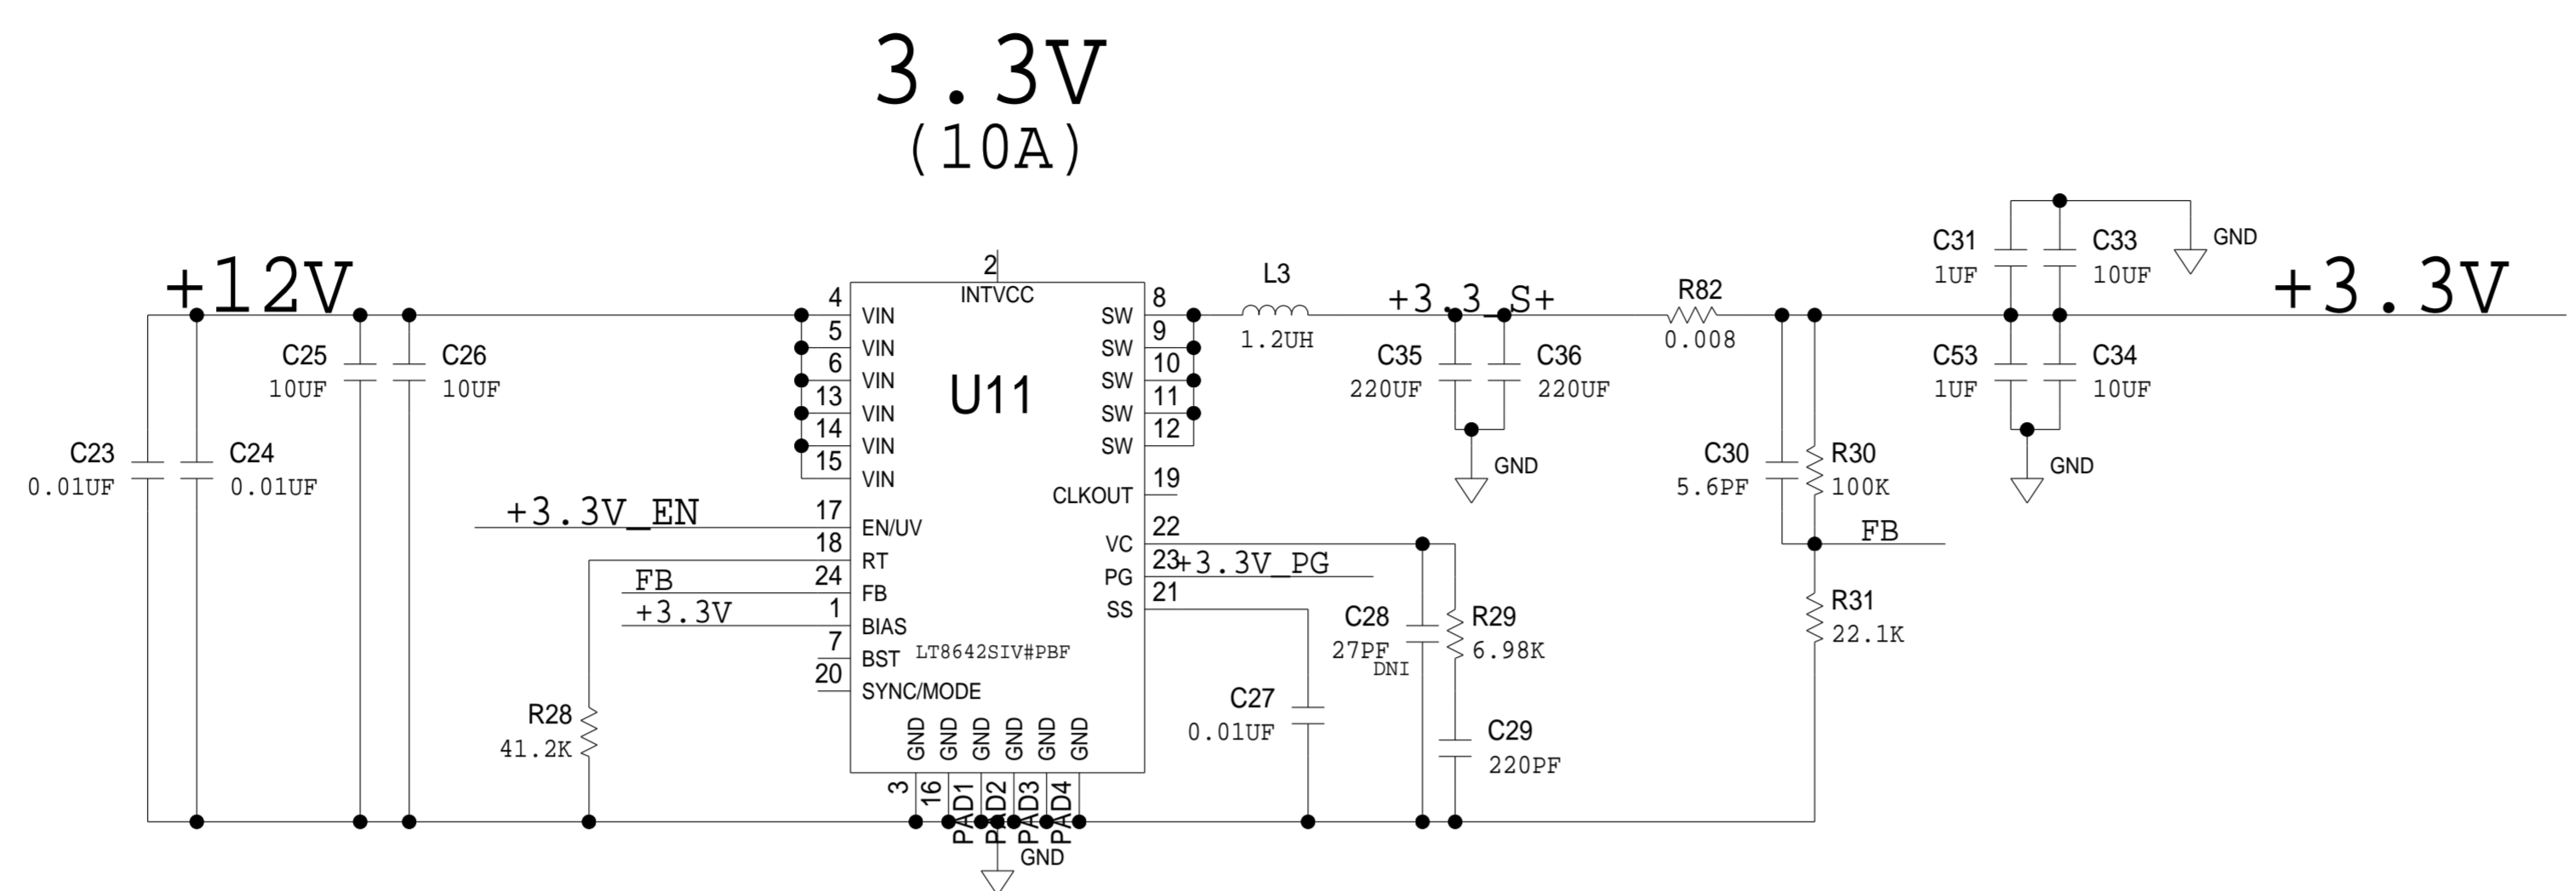 3.3V
(10A)
+12V
C23
0.01UF
C24
0.01UF
C25
10UF
C26
10UF
+3.3V_EN
FB
+3.3V
R28
41.2K
2
INTVCC
4
VIN
5
VIN
6
VIN
13
VIN
14
VIN
15
VIN
17
EN/UV
18
RT
24
FB
1
BIAS
7
BST
20
SYNC/MODE
U11
LT8642SIV#PBF
8
SW
9
SW
10
SW
11
SW
12
SW
19
CLKOUT
22
VC
23
PG
21
SS
GND
GND
GND
GND
GND
GND
3
16
PAD1
PAD2
PAD3
PAD4
GND
L3
1.2UH
+3.3_S+
C35
220UF
C36
220UF
GND
+3.3V_PG
C27
0.01UF
C28
27PF
DNI
R29
6.98K
C29
220PF
R82
0.008
C30
5.6PF
R30
100K
FB
R31
22.1K
C31
1UF
C33
10UF
GND
C53
1UF
C34
10UF
GND
+3.3V